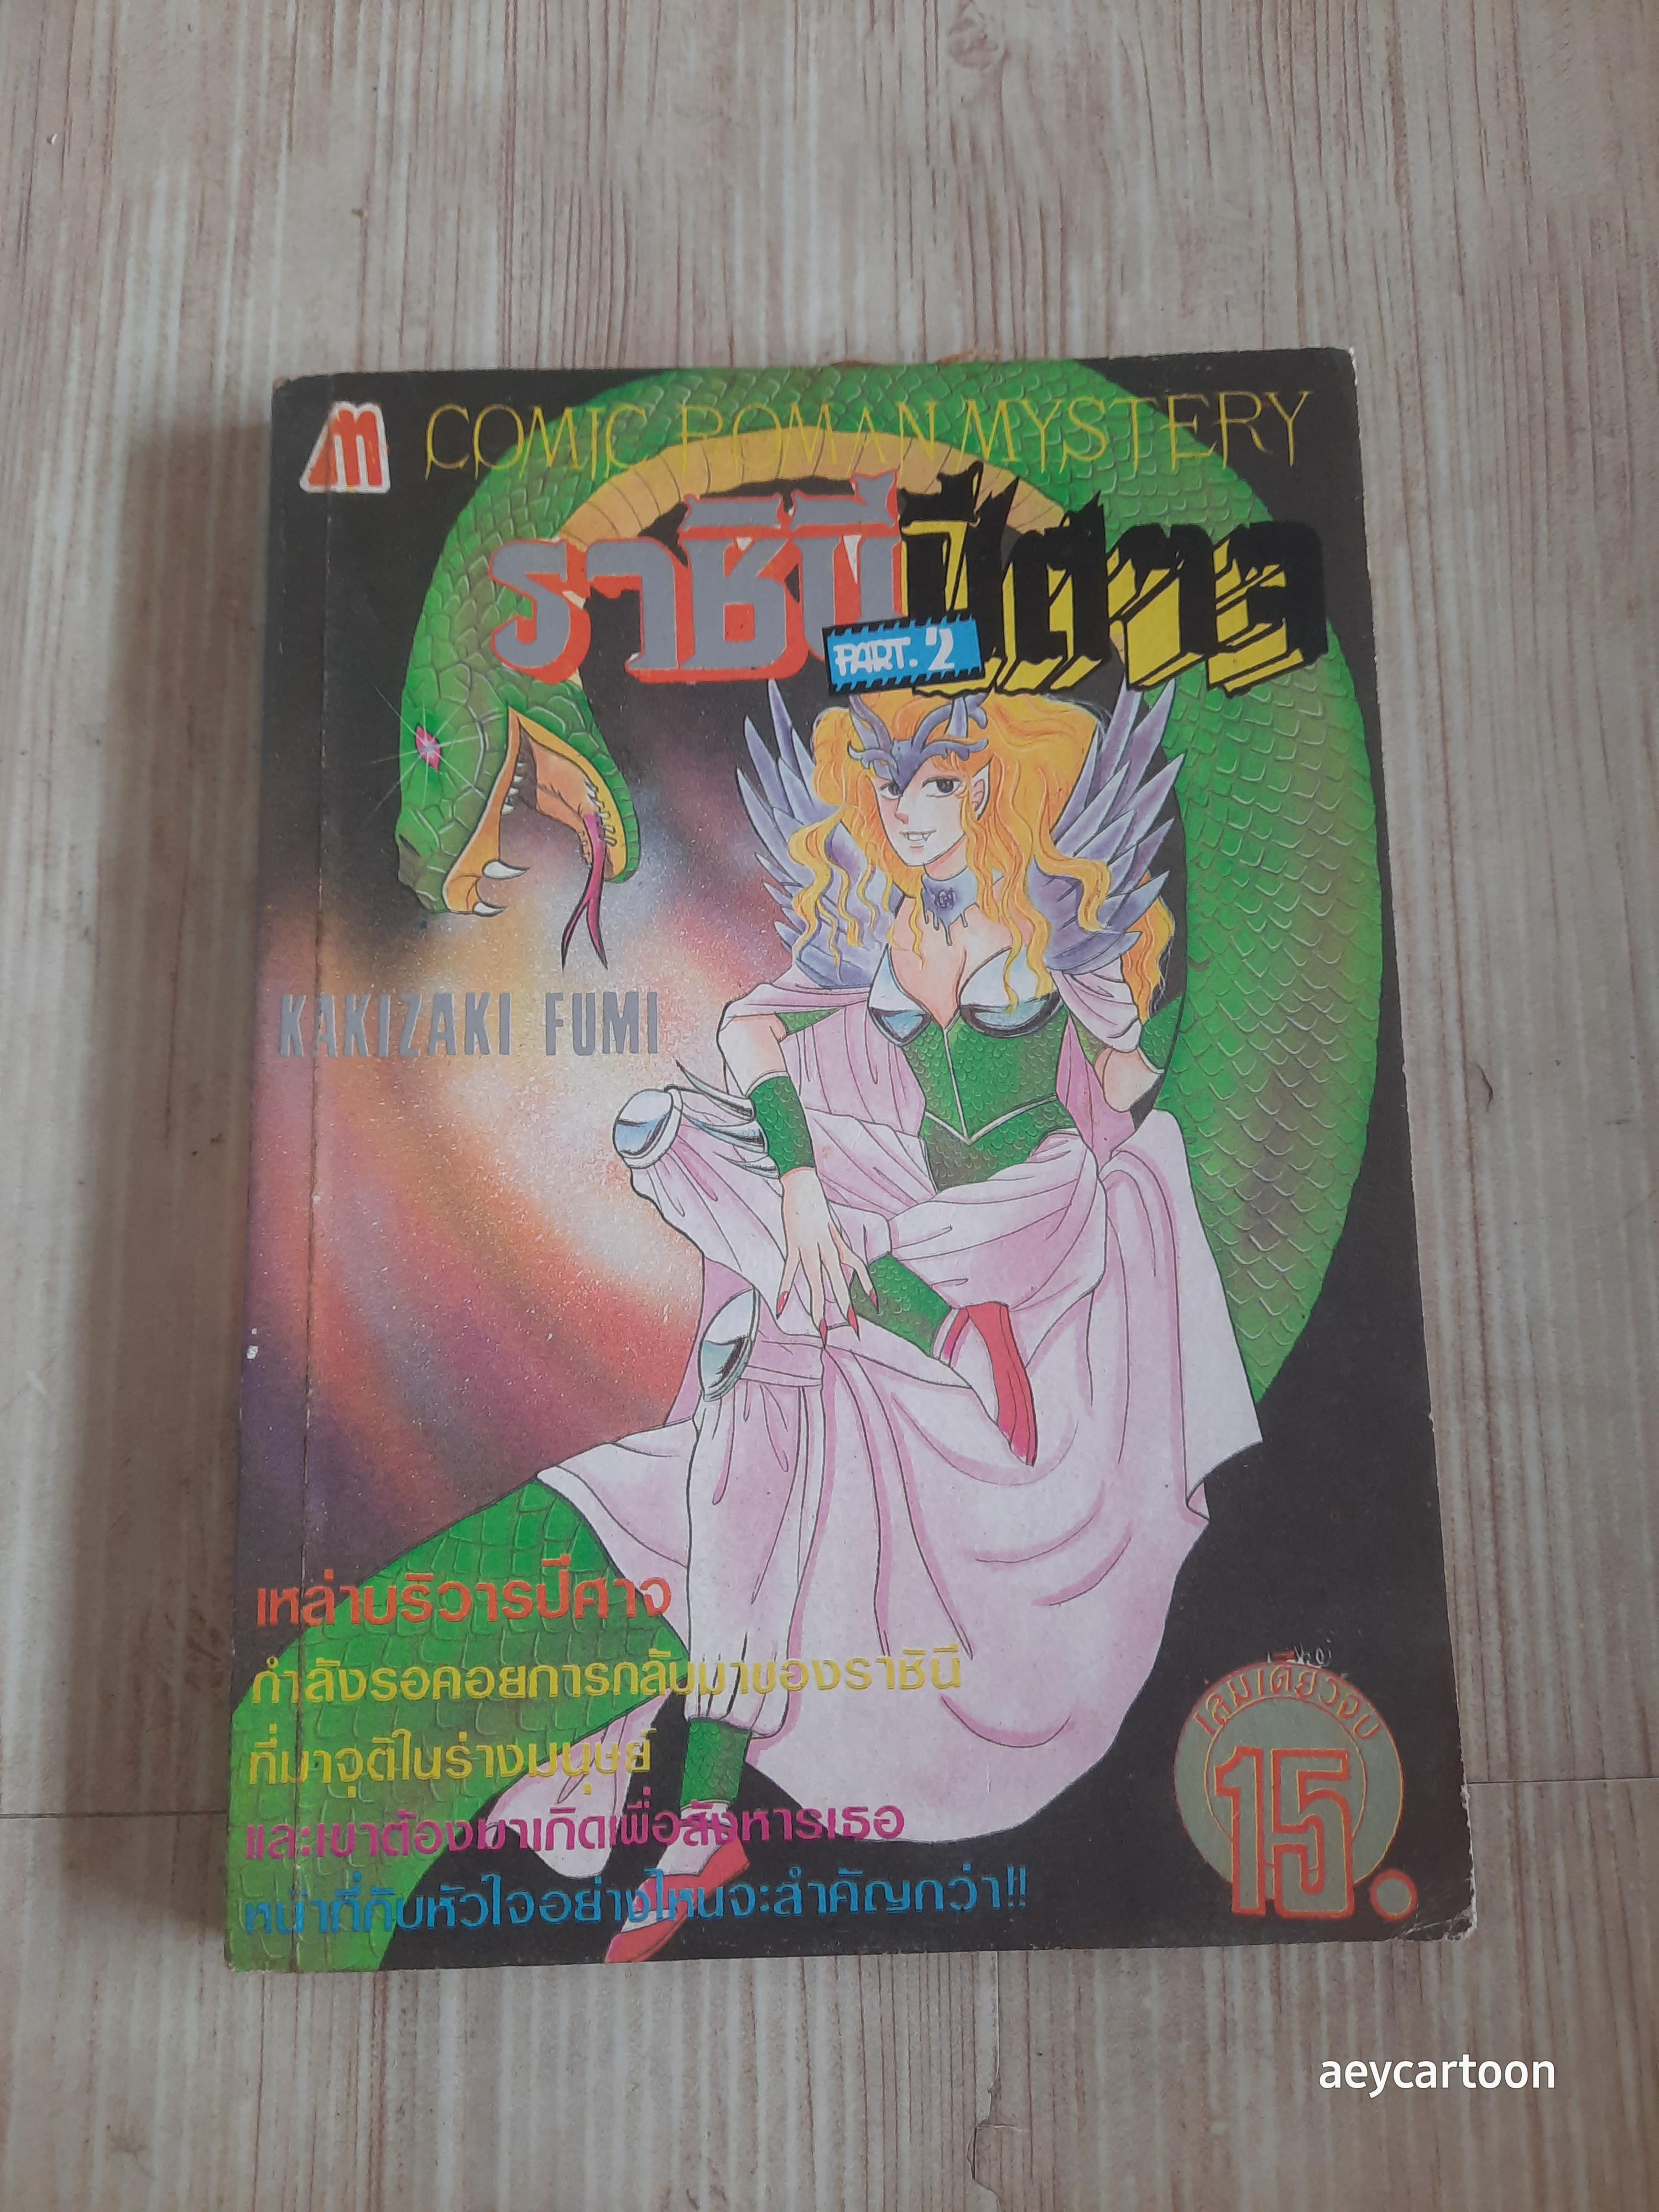 m COMIC ROMAN MYSTERY
ราชินีปีศาจ
PART. 2
KAKIZAKI FUMI
เหล่าบริวารปีศาจ
กำลังรอคอยการกลับมาของราชินี
ที่มาจุติในร่างมนุษย์
และเขาต้องมาเกิดเพื่อสังหารเธอ
หน้าที่กับหัวใจอย่างไหนจะสำคัญกว่า!!
เล่มเดียวจบ
15.
aeycartoon